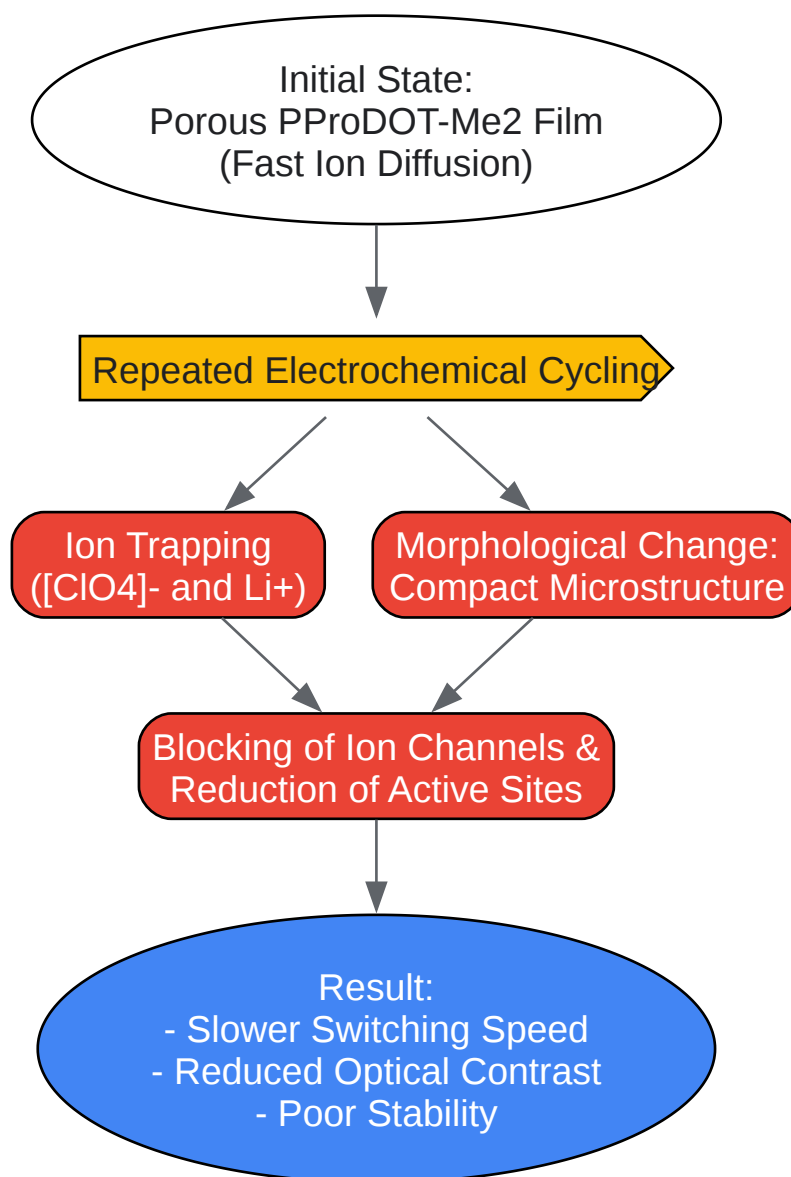 Initial State:
Porous PProDOT-Me2 Film
(Fast Ion Diffusion)
Repeated Electrochemical Cycling
Ion Trapping
([ClO4]- and Li+)
Morphological Change:
Compact Microstructure
Blocking of Ion Channels &
Reduction of Active Sites
Result:
- Slower Switching Speed
- Reduced Optical Contrast
- Poor Stability